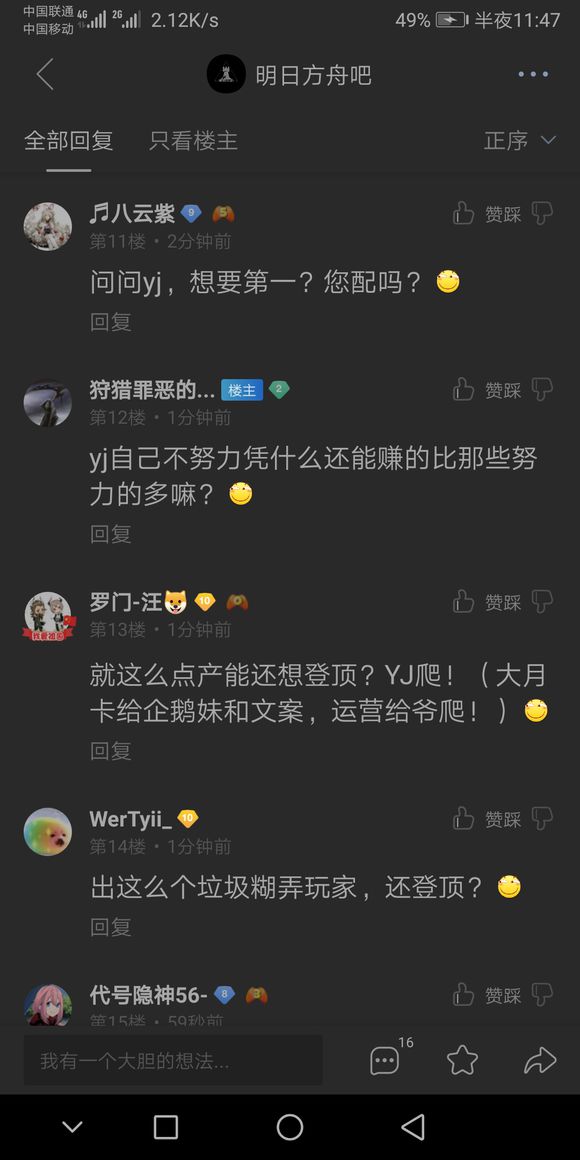 中国联通 4G 2G 2.12K/s 49% 半夜11:47
中国移动
明日方舟吧
全部回复 只看楼主 正序
♬八云紫 9 5 赞踩
第11楼 • 2分钟前
问问yj，想要第一？您配吗？
回复
狩猎罪恶的... 楼主 2 赞踩
第12楼 • 1分钟前
yj自己不努力凭什么还能赚的比那些努
力的多嘛？
回复
罗门-汪 10 赞踩
第13楼 • 1分钟前
我爱祖国
就这么点产能还想登顶？YJ爬！（大月
卡给企鹅妹和文案，运营给爷爬！）
回复
WerTyii_ 10 赞踩
第14楼 • 1分钟前
出这么个垃圾糊弄玩家，还登顶？
回复
代号隐神56- 8 3 赞踩
第15楼 • 59秒前
我有一个大胆的想法... 16